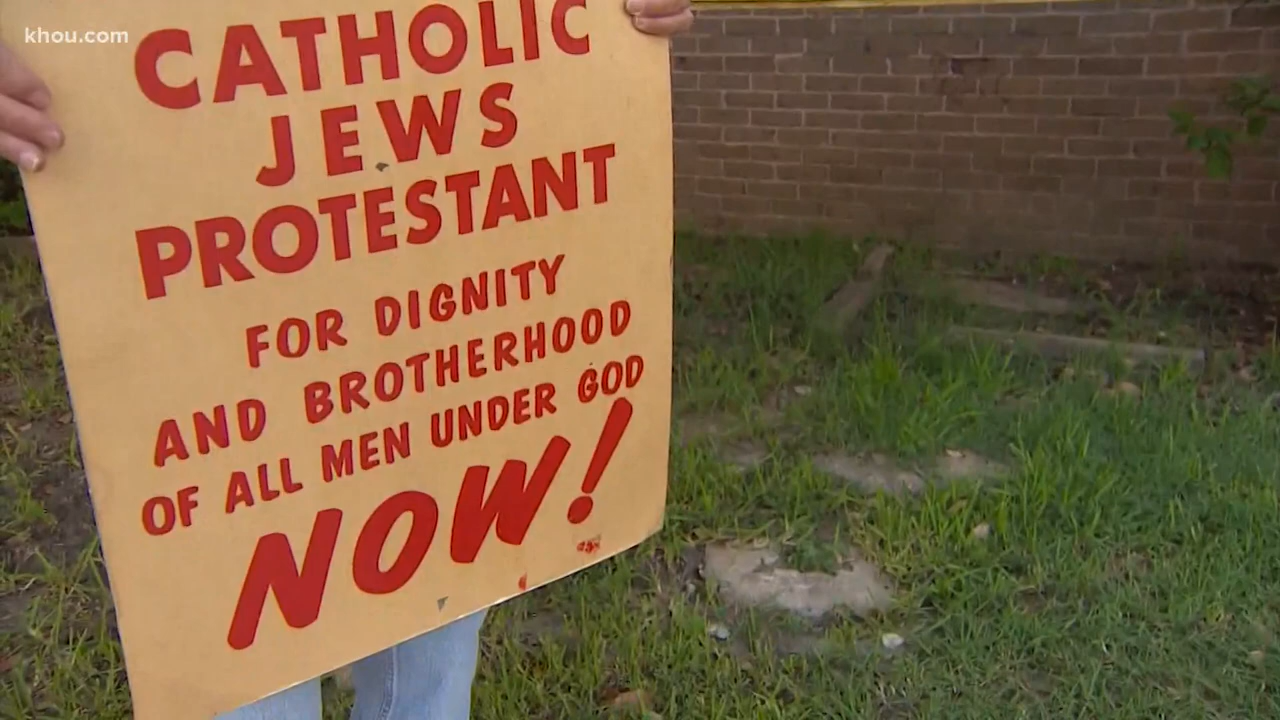 khou.com
CATHOLIC
JEWS
PROTESTANT
FOR DIGNITY
AND BROTHERHOOD
OF ALL MEN UNDER GOD
NOW!